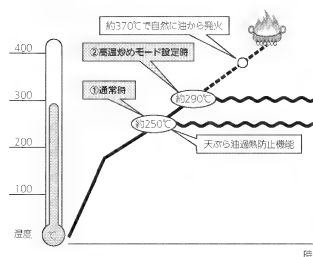 約370℃で自然に油から発火
400
②高温炒めモード設定時
300
①通常時
約290℃
200
約250℃
天ぷら油過熱防止機能
100
温度
℃
時